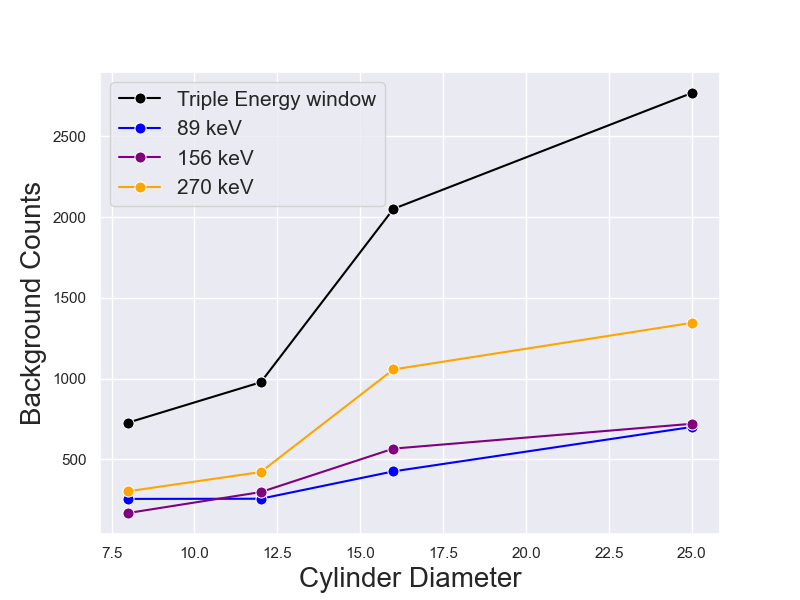 Triple Energy window
89 keV
156 keV
270 keV
2500
2000
1500
1000
500
Background Counts
7.5 10.0 12.5 15.0 17.5 20.0 22.5 25.0
Cylinder Diameter